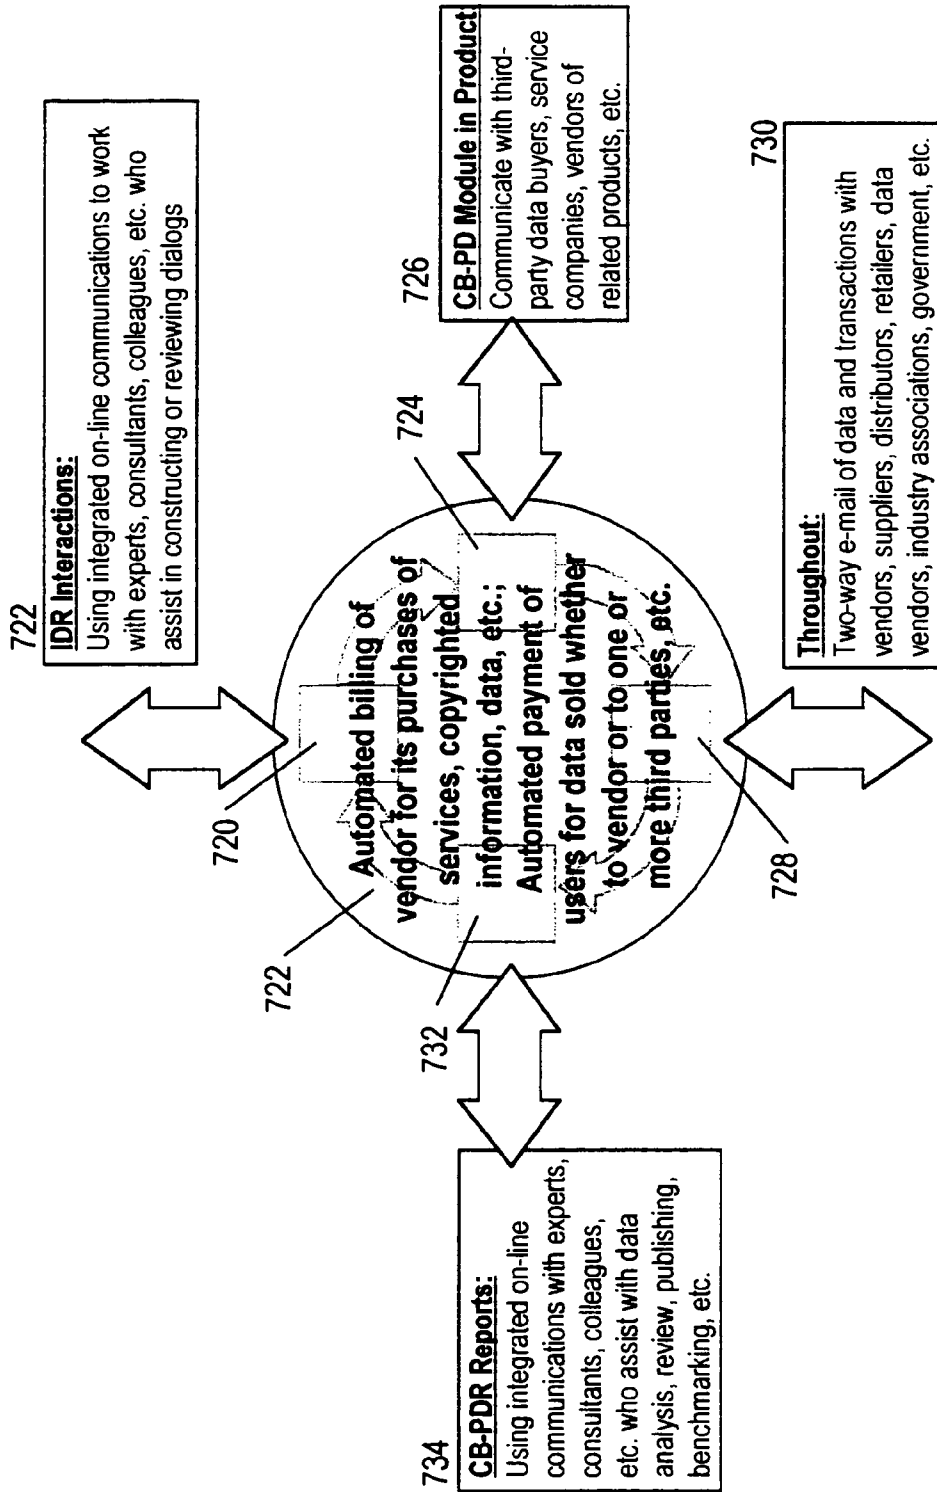 722
IDR Interactions:
Using integrated on-line communications to work
with experts, consultants, colleagues, etc. who
assist in constructing or reviewing dialogs
720
722
724
Automated billing of
vendor for its purchases of
services, copyrighted
information, data, etc.;
Automated payment of
users for data sold whether
to vendor or to one or
more third parties, etc.
732
728
726
CB-PD Module in Product:
Communicate with third-
party data buyers, service
companies, vendors of
related products, etc.
734
CB-PDR Reports:
Using integrated on-line
communications with experts,
consultants, colleagues,
etc. who assist with data
analysis, review, publishing,
benchmarking, etc.
730
Throughout:
Two-way e-mail of data and transactions with
vendors, suppliers, distributors, retailers, data
vendors, industry associations, government, etc.